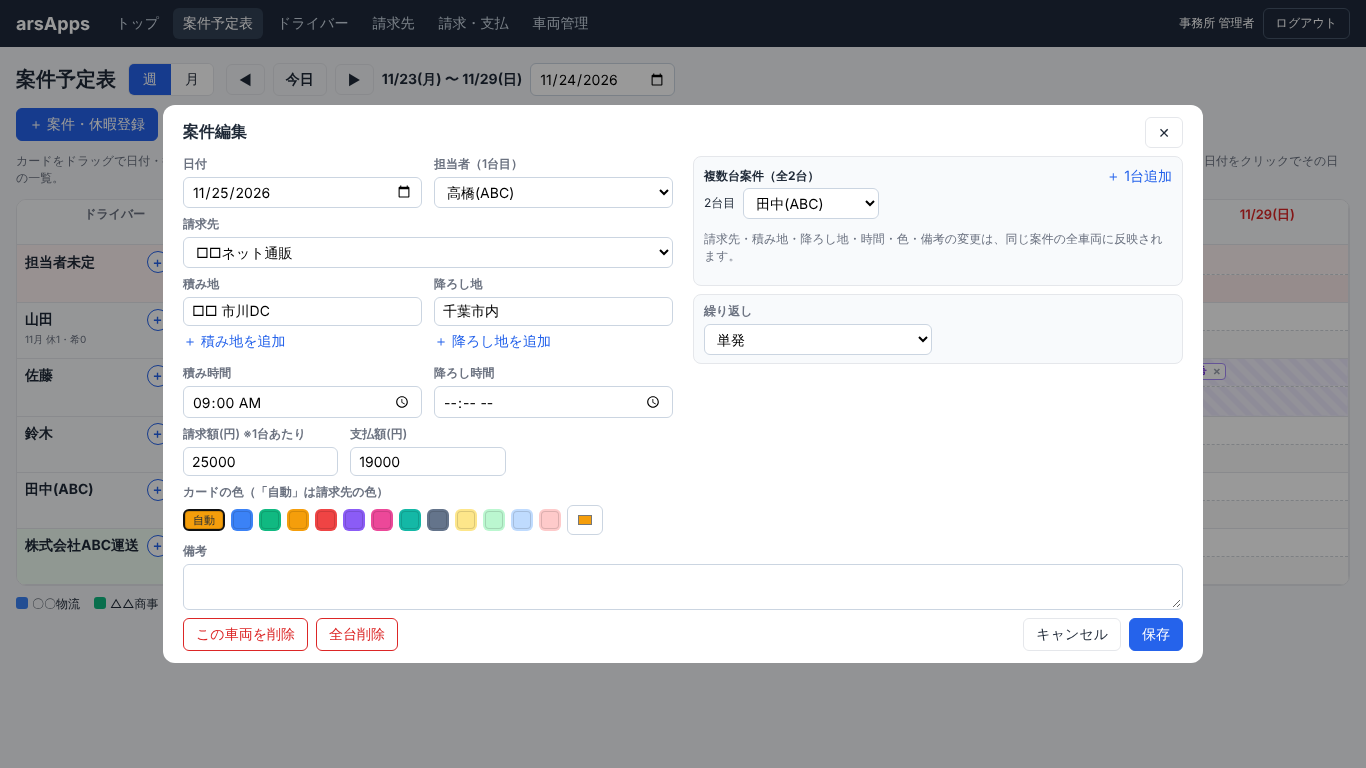 arsApps トップ 案件予定表 ドライバー 請求先 請求・支払 車両管理 事務所 管理者 ログアウト
案件予定表 週 月 ◀ 今日 ▶ 11/23(月) 〜 11/29(日) 11/24/2026
＋ 案件・休暇登録
カードをドラッグで日付・ 日付をクリックでその日
の一覧。
ドライバー 11/29(日)
担当者未定 +
山田 +
11月 休1・希0
佐藤 + ×
鈴木 +
田中(ABC) +
株式会社ABC運送 +
〇〇物流 △△商事
案件編集 ×
日付 担当者（1台目）
11/25/2026 高橋(ABC)
請求先
□□ネット通販
積み地 降ろし地
□□ 市川DC 千葉市内
＋ 積み地を追加 ＋ 降ろし地を追加
積み時間 降ろし時間
09:00 AM --:-- --
請求額(円) ※1台あたり 支払額(円)
25000 19000
カードの色（「自動」は請求先の色）
自動
備考
この車両を削除 全台削除 キャンセル 保存
複数台案件（全2台） ＋ 1台追加
2台目 田中(ABC)
請求先・積み地・降ろし地・時間・色・備考の変更は、同じ案件の全車両に反映され
ます。
繰り返し
単発